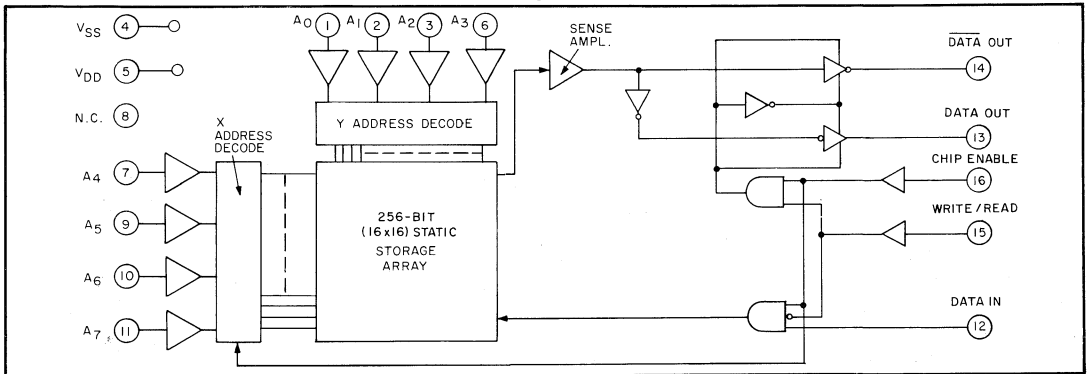 VSS 4
VDD 5
N.C. 8
A0 1
A1 2
A2 3
A3 6
Y ADDRESS DECODE
X
ADDRESS
DECODE
A4 7
A5 9
A6 10
A7 11
256-BIT
(16x16) STATIC
STORAGE
ARRAY
SENSE
AMPL.
DATA OUT
14
DATA OUT
13
CHIP ENABLE
16
WRITE/READ
15
DATA IN
12